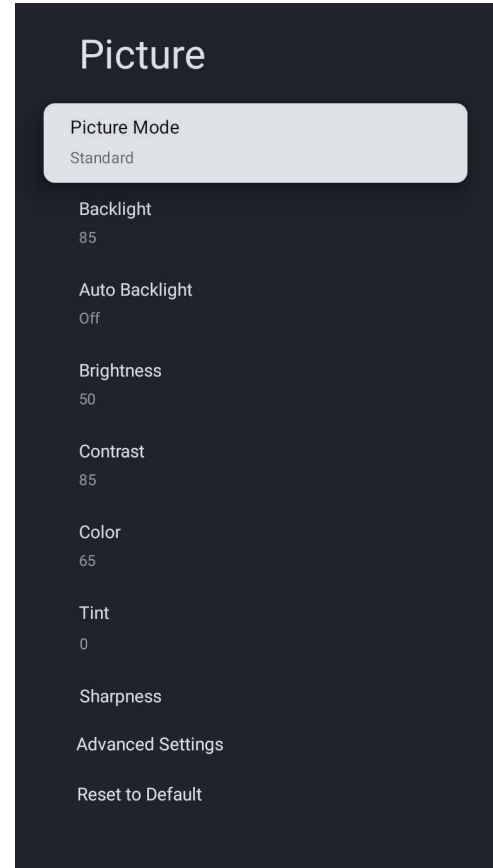 Picture
Picture Mode
Standard
Backlight
85
Auto Backlight
Off
Brightness
50
Contrast
85
Color
65
Tint
0
Sharpness
Advanced Settings
Reset to Default